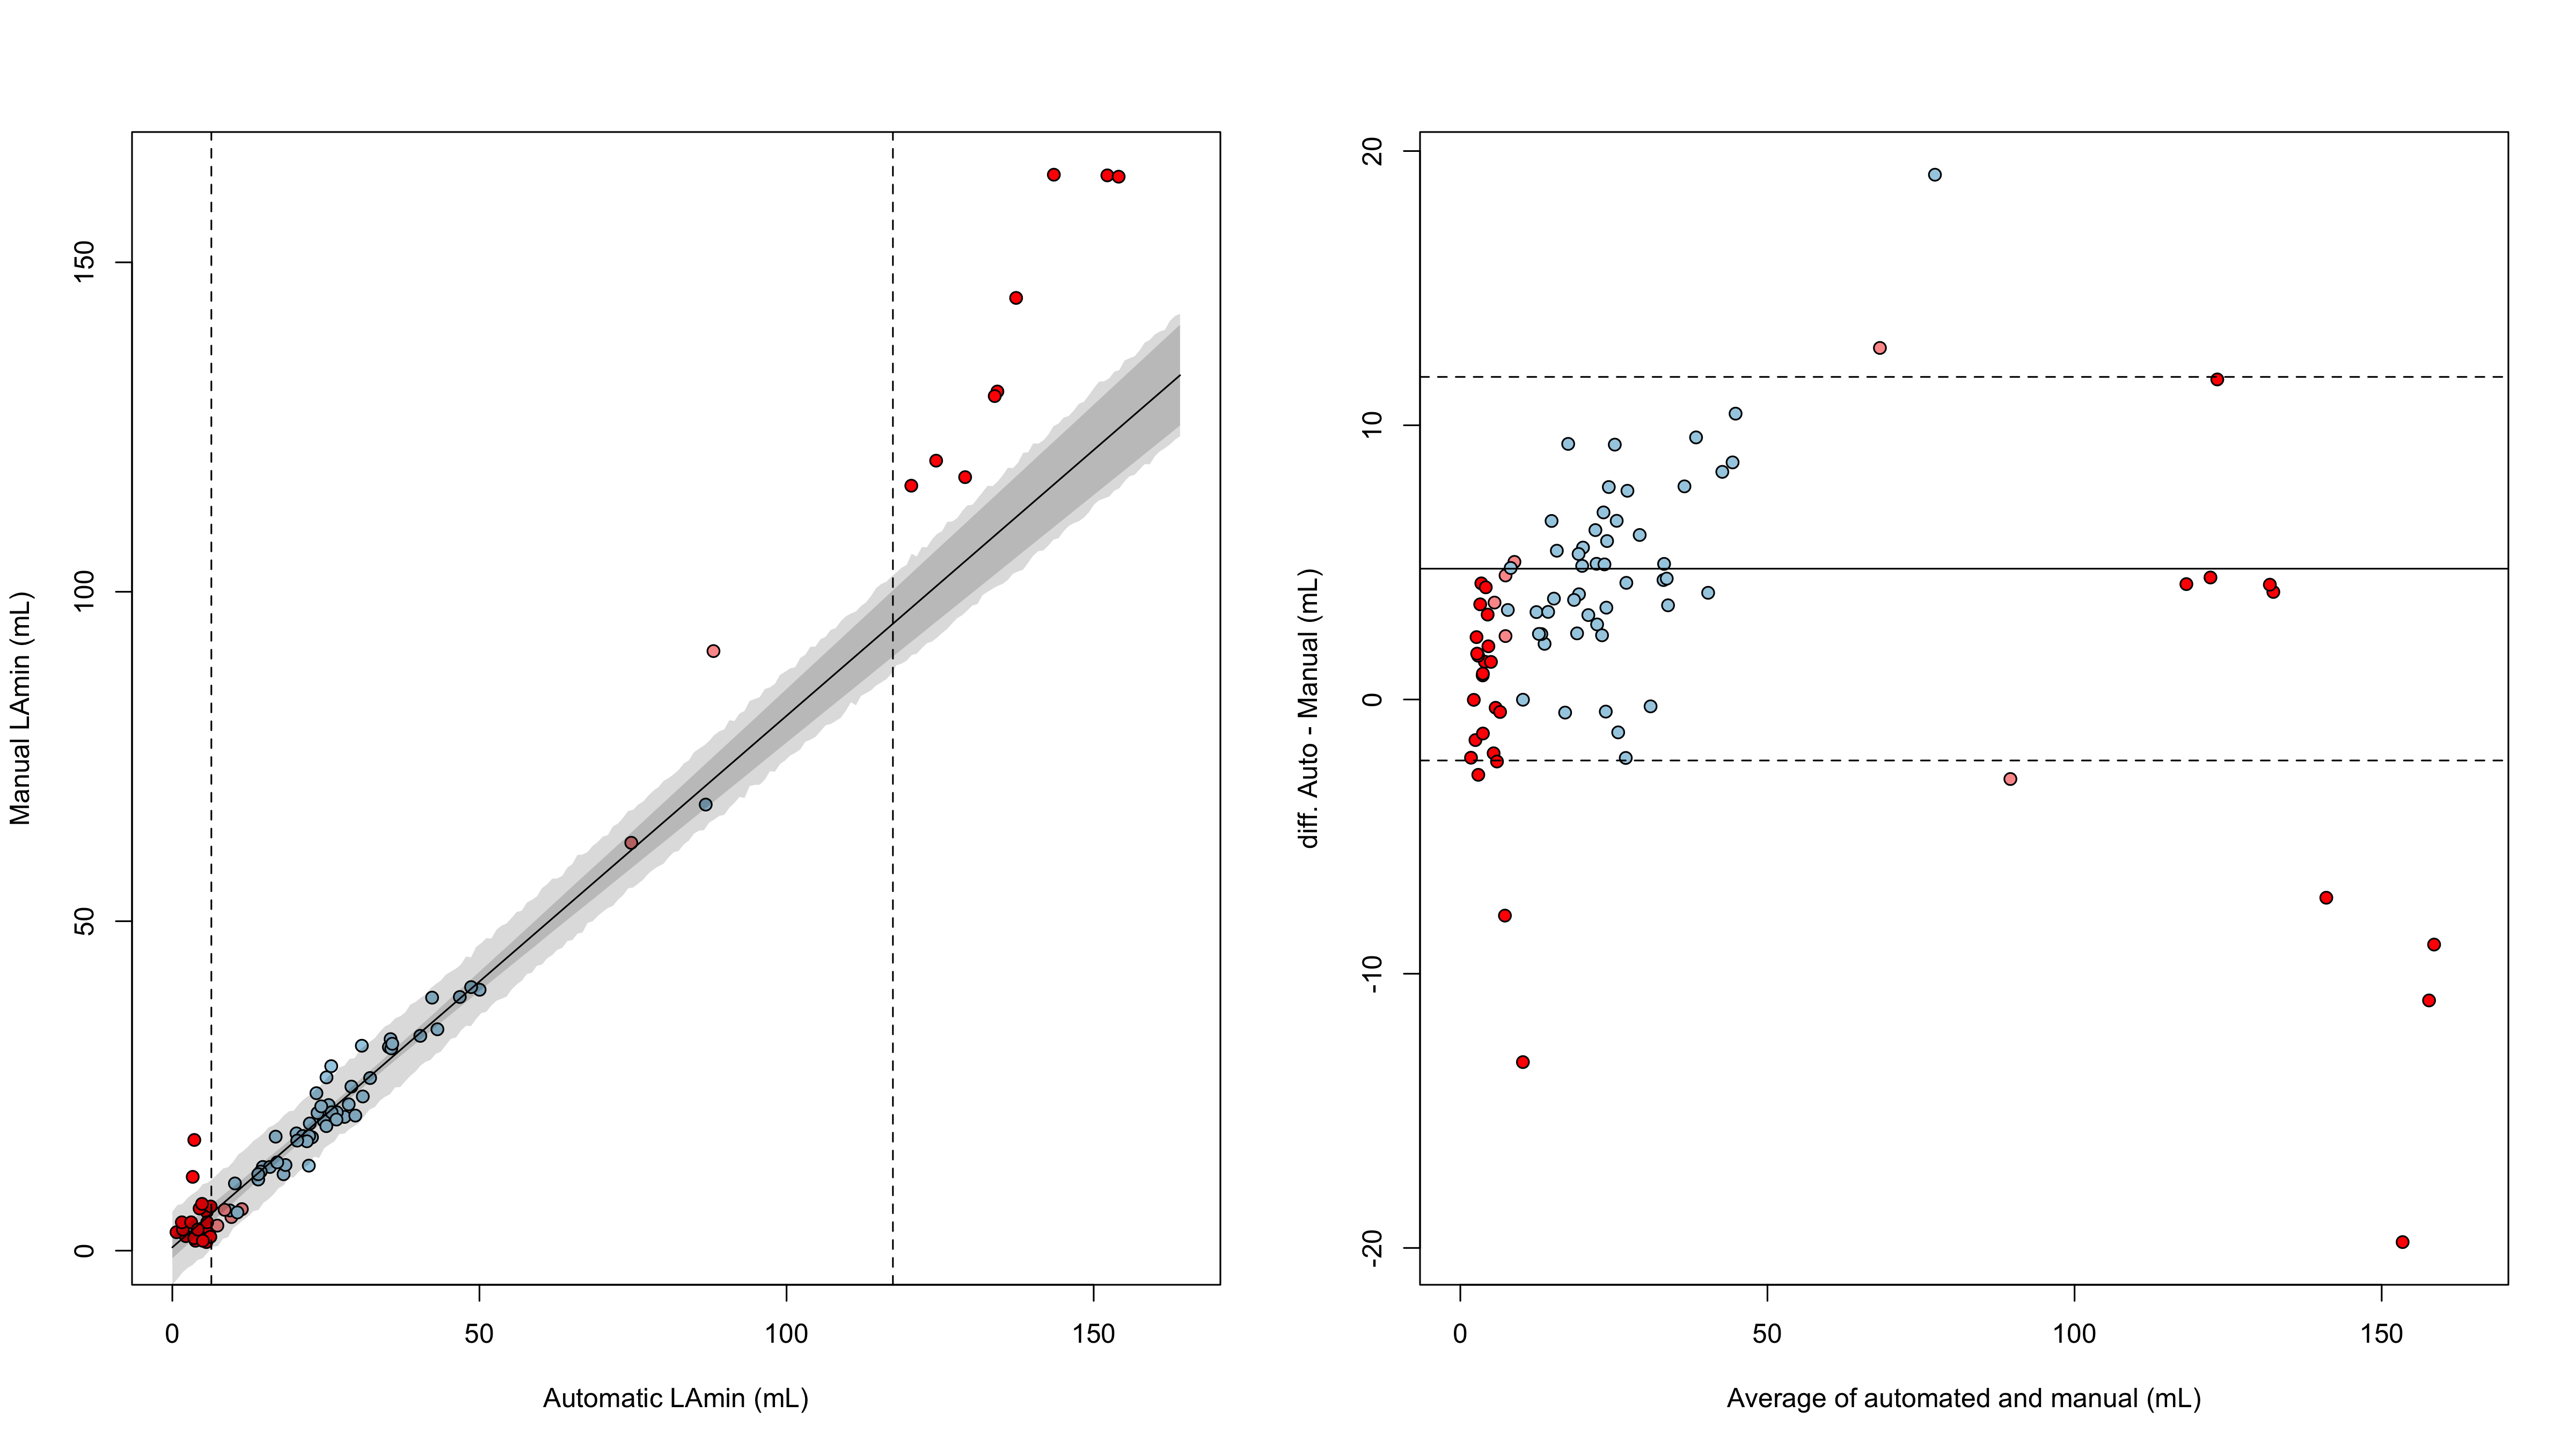 Manual LAmin (mL)
150
100
50
0
0 50 100 150
Automatic LAmin (mL)
diff. Auto - Manual (mL)
20
10
0
-10
-20
0 50 100 150
Average of automated and manual (mL)